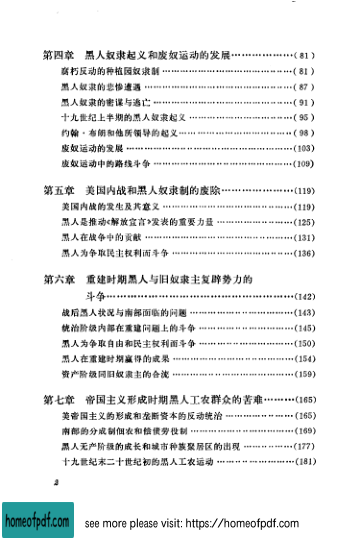 第四章 黑人奴隶起义和废奴运动的发展………………( 81 )
腐朽反动的种植园奴隶制………………………………( 81 )
黑人奴隶的悲惨遭遇……………………………………( 87 )
黑人奴隶的密谋与逃亡…………………………………( 91 )
十九世纪上半期的黑人奴隶起义………………………( 95 )
约翰·布朗和他所领导的起义…………………………( 98 )
废奴运动的发展…………………………………………(103)
废奴运动中的路线斗争…………………………………(109)
第五章 美国内战和黑人奴隶制的废除…………………(119)
美国内战的发生及其意义………………………………(119)
黑人是推动《解放宣言》发表的重要力量……………(125)
黑人在战争中的贡献……………………………………(131)
黑人为争取民主权利而斗争……………………………(136)
第六章 重建时期黑人与旧奴隶主复辟势力的
斗争………………………………………………(142)
战后黑人状况与南部面临的问题………………………(143)
统治阶级内部在重建问题上的斗争……………………(145)
黑人为争取自由和民主权利而斗争……………………(150)
黑人在重建时期赢得的成果……………………………(154)
资产阶级同旧奴隶主的合流……………………………(159)
第七章 帝国主义形成时期黑人工农群众的苦难………(165)
美帝国主义的形成和垄断资本的反动统治……………(165)
南部的分成制佃农和偿债劳役制………………………(169)
黑人无产阶级的成长和城市种族聚居区的出现………(177)
十九世纪末二十世纪初的黑人工农运动………………(181)
2
homeofpdf.com
see more please visit: https://homeofpdf.com